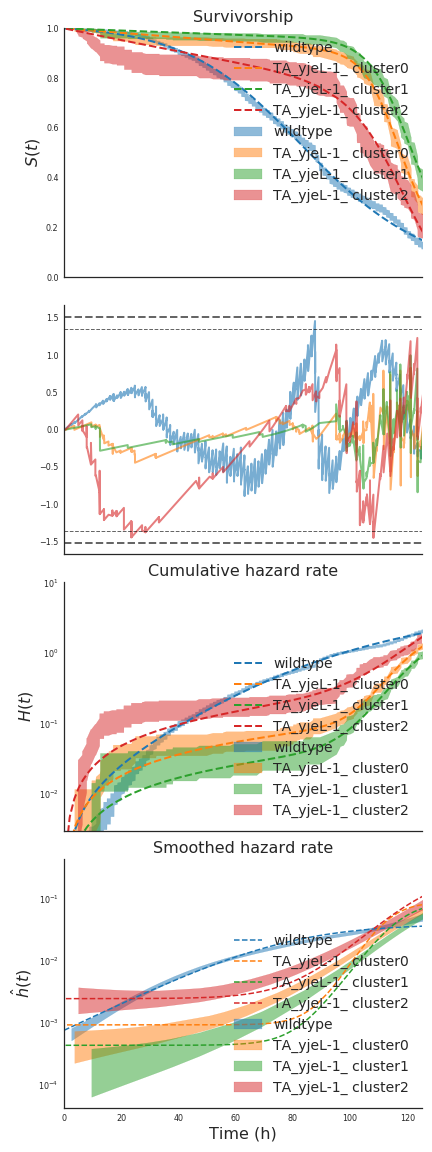 Survivorship
1.0
0.8
0.6
0.4
0.2
0.0
S(t)
wildtype
TA_yjeL-1_ cluster0
TA_yjeL-1_ cluster1
TA_yjeL-1_ cluster2
wildtype
TA_yjeL-1_ cluster0
TA_yjeL-1_ cluster1
TA_yjeL-1_ cluster2
1.5
1.0
0.5
0.0
−0.5
−1.0
−1.5
Cumulative hazard rate
10¹
10⁰
10⁻¹
10⁻²
H(t)
wildtype
TA_yjeL-1_ cluster0
TA_yjeL-1_ cluster1
TA_yjeL-1_ cluster2
wildtype
TA_yjeL-1_ cluster0
TA_yjeL-1_ cluster1
TA_yjeL-1_ cluster2
Smoothed hazard rate
10⁻¹
10⁻²
10⁻³
10⁻⁴
ĥ(t)
wildtype
TA_yjeL-1_ cluster0
TA_yjeL-1_ cluster1
TA_yjeL-1_ cluster2
wildtype
TA_yjeL-1_ cluster0
TA_yjeL-1_ cluster1
TA_yjeL-1_ cluster2
0 20 40 60 80 100 120
Time (h)